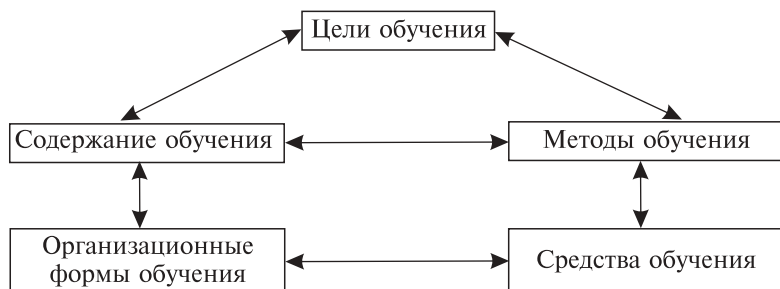 Цели обучения
Содержание обучения
Методы обучения
Организационные
формы обучения
Средства обучения